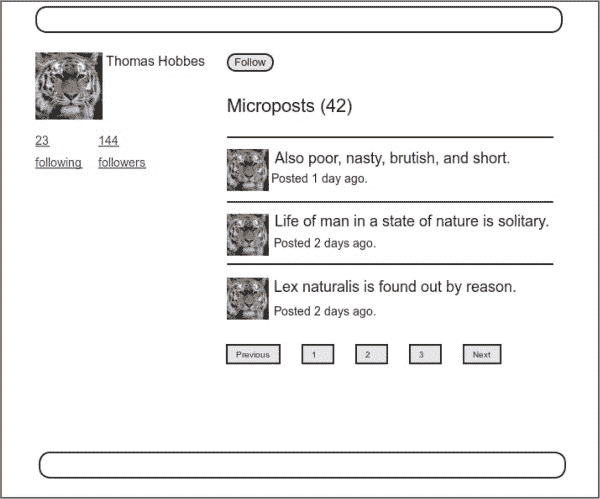 Thomas Hobbes
23 144
following followers
Follow
Microposts (42)
Also poor, nasty, brutish, and short.
Posted 1 day ago.
Life of man in a state of nature is solitary.
Posted 2 days ago.
Lex naturalis is found out by reason.
Posted 2 days ago.
Previous 1 2 3 Next